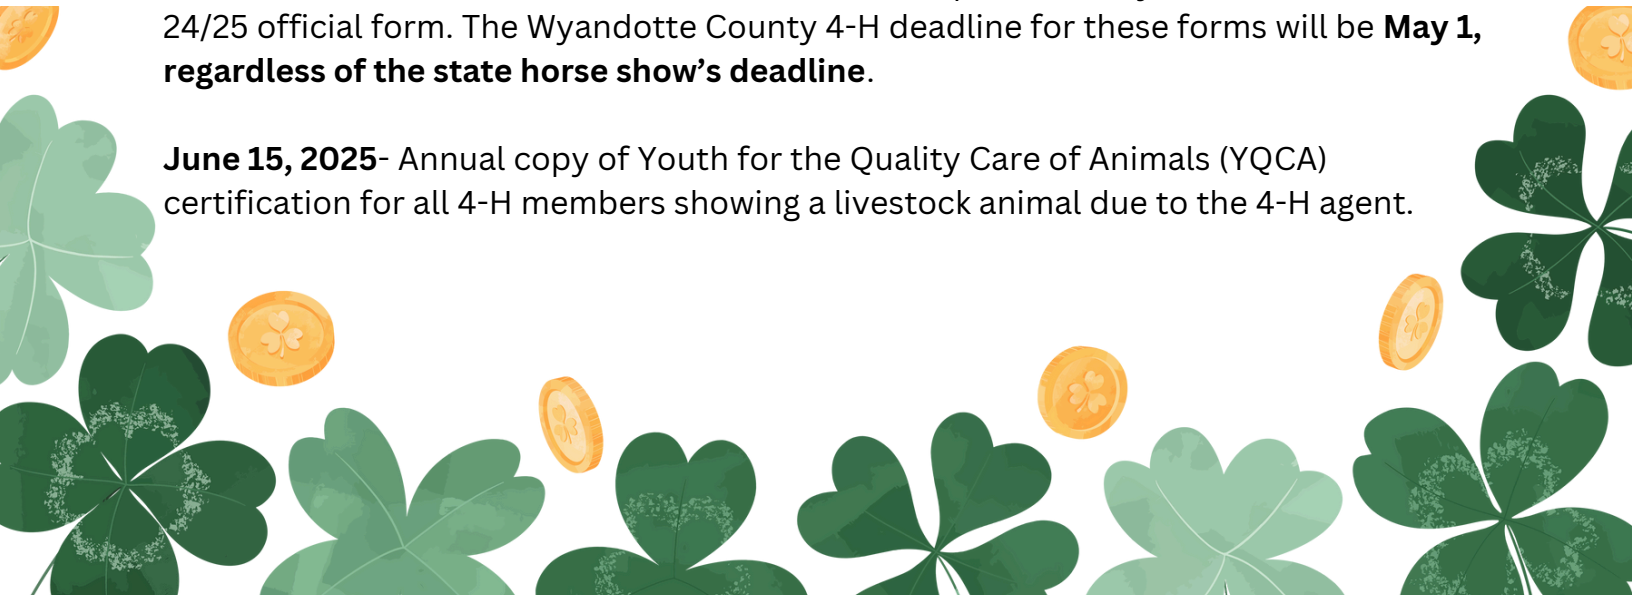 24/25 official form. The Wyandotte County 4-H deadline for these forms will be May 1,
regardless of the state horse show’s deadline.
June 15, 2025- Annual copy of Youth for the Quality Care of Animals (YQCA)
certification for all 4-H members showing a livestock animal due to the 4-H agent.